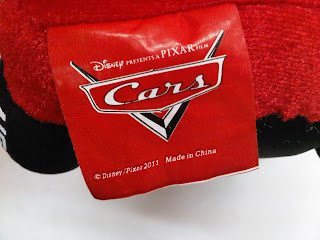 Disney PRESENTS A PIXAR FILM
Cars
© Disney/Pixar 2011 Made in China